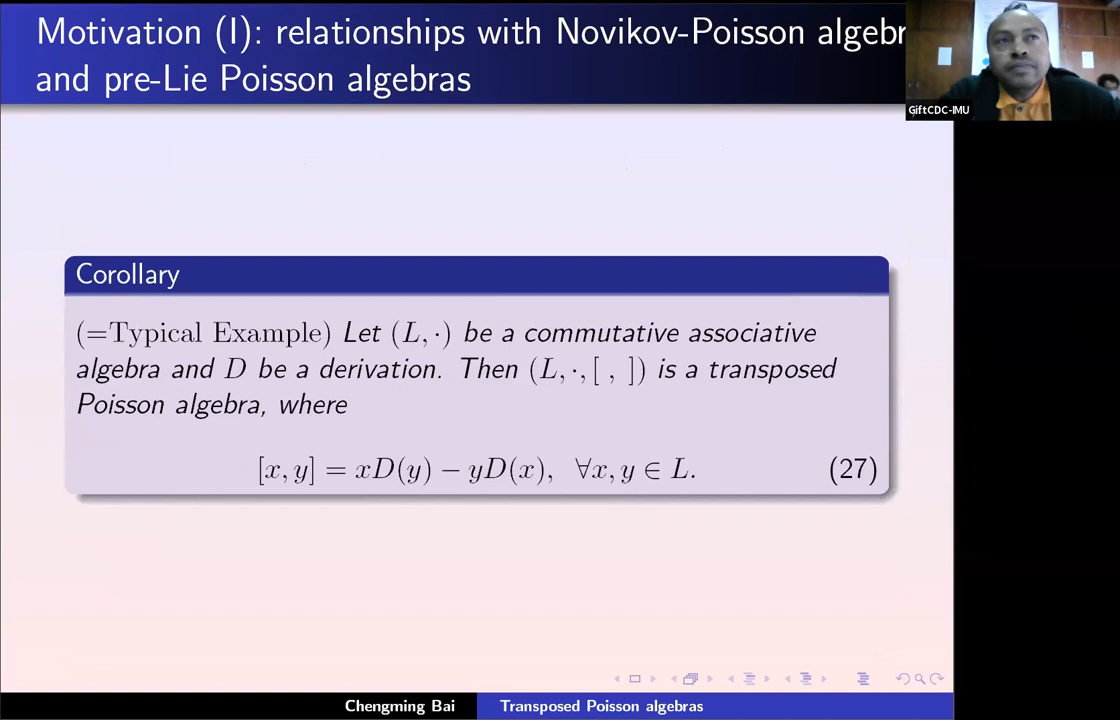 Motivation (I): relationships with Novikov-Poisson algebr
and pre-Lie Poisson algebras
GiftCDC-IMU
Corollary
(=Typical Example) Let (L, ·) be a commutative associative
algebra and D be a derivation. Then (L, ·, [ , ]) is a transposed
Poisson algebra, where
[x, y] = xD(y) − yD(x), ∀x, y ∈ L. (27)
Chengming Bai Transposed Poisson algebras